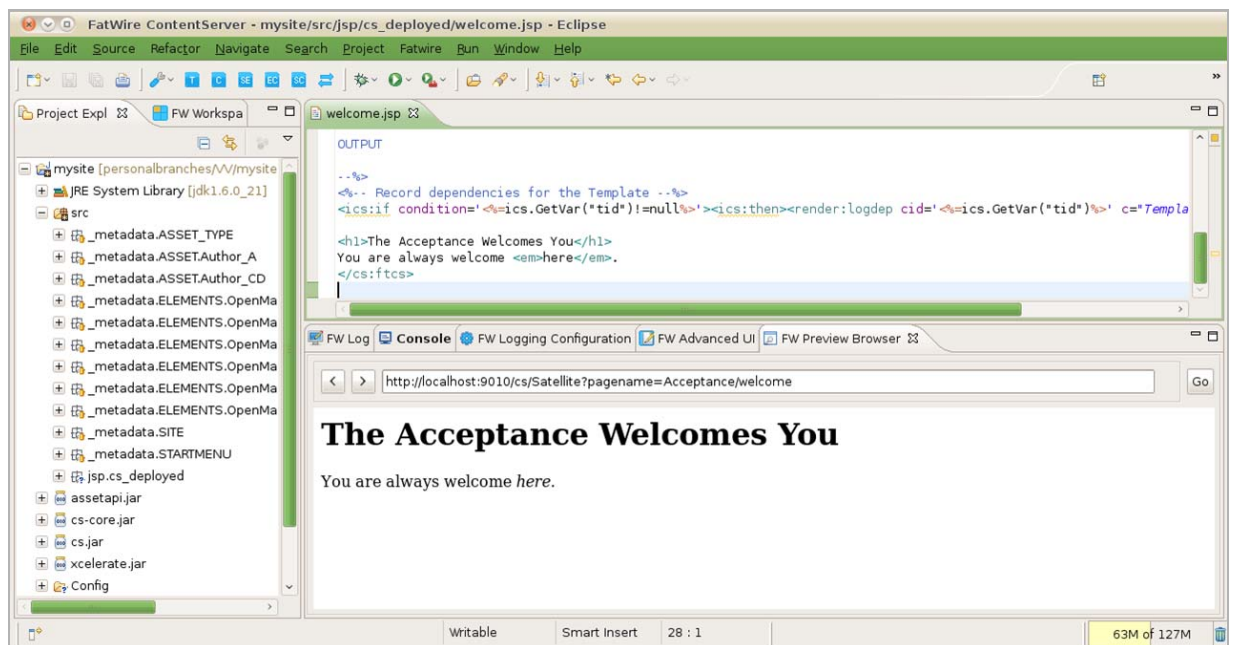 FatWire ContentServer - mysite/src/jsp/cs_deployed/welcome.jsp - Eclipse
File Edit Source Refactor Navigate Search Project Fatwire Run Window Help
T C SE EC SC
»
Project Expl FW Workspa
welcome.jsp
mysite [personalbranches/VV/mysite
JRE System Library [jdk1.6.0_21]
src
_metadata.ASSET_TYPE
_metadata.ASSET.Author_A
_metadata.ASSET.Author_CD
_metadata.ELEMENTS.OpenMa
_metadata.ELEMENTS.OpenMa
_metadata.ELEMENTS.OpenMa
_metadata.ELEMENTS.OpenMa
_metadata.ELEMENTS.OpenMa
_metadata.ELEMENTS.OpenMa
_metadata.SITE
_metadata.STARTMENU
jsp.cs_deployed
assetapi.jar
cs-core.jar
cs.jar
xcelerate.jar
Config
OUTPUT
--%>
<%-- Record dependencies for the Template --%>
<ics:if condition='<%=ics.GetVar("tid")!=null%>'><ics:then><render:logdep cid='<%=ics.GetVar("tid")%>' c="Templa
<h1>The Acceptance Welcomes You</h1>
You are always welcome <em>here</em>.
</cs:ftcs>
FW Log Console FW Logging Configuration FW Advanced UI FW Preview Browser
< > http://localhost:9010/cs/Satellite?pagename=Acceptance/welcome Go
The Acceptance Welcomes You
You are always welcome here.
Writable Smart Insert 28 : 1 63M of 127M